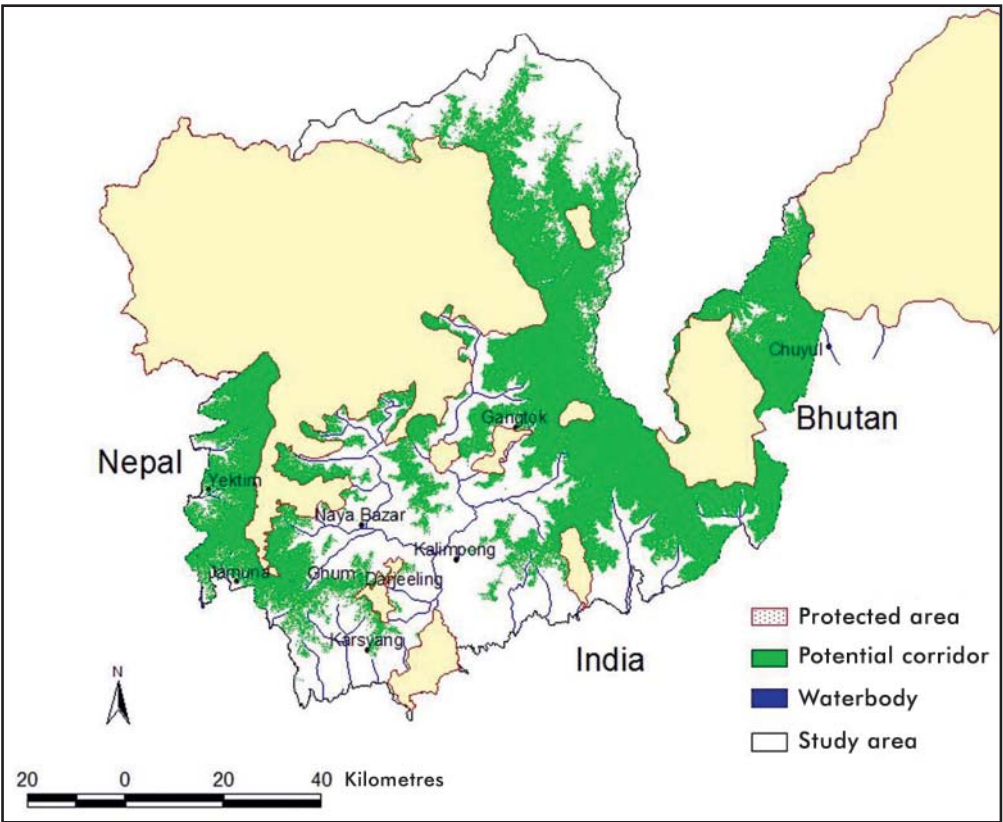 Chuyul
Bhutan
Gangtok
Nepal
Yektim
Naya Bazar
Kalimpong
Jamuna
Ghum
Darjeeling
Karsyang
India
Protected area
Potential corridor
Waterbody
Study area
N
20 0 20 40 Kilometres